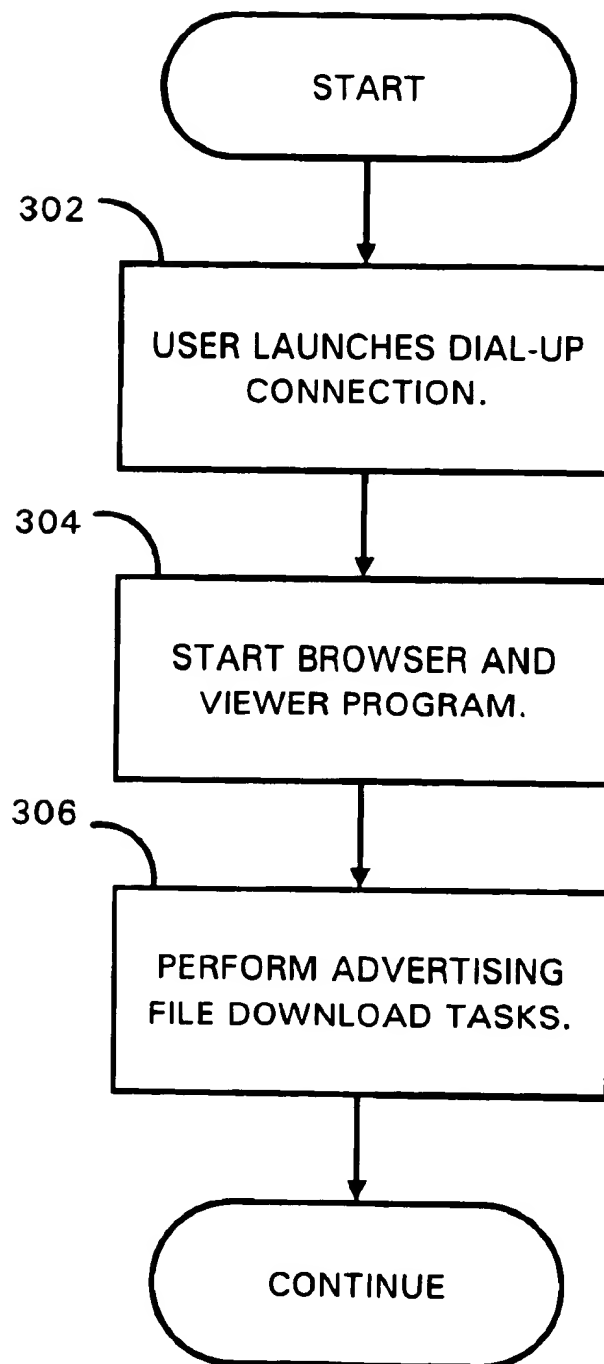 START
302
USER LAUNCHES DIAL-UP
CONNECTION.
304
START BROWSER AND
VIEWER PROGRAM.
306
PERFORM ADVERTISING
FILE DOWNLOAD TASKS.
CONTINUE